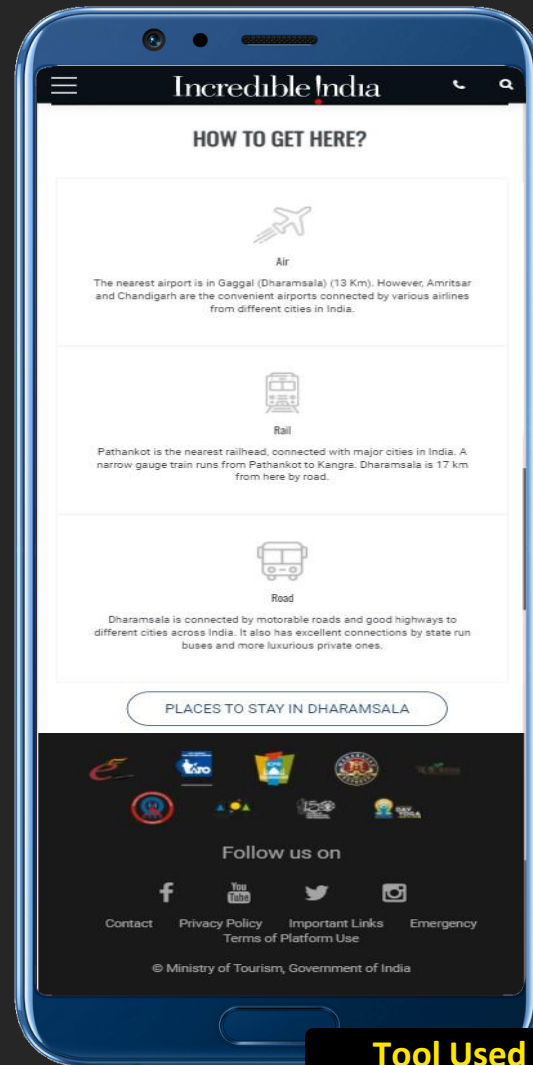 Incredible !ndia
HOW TO GET HERE?
Air
The nearest airport is in Gaggal (Dharamsala) (13 Km). However, Amritsar
and Chandigarh are the convenient airports connected by various airlines
from different cities in India.
Rail
Pathankot is the nearest railhead, connected with major cities in India. A
narrow gauge train runs from Pathankot to Kangra. Dharamsala is 17 km
from here by road.
Road
Dharamsala is connected by motorable roads and good highways to
different cities across India. It also has excellent connections by state run
buses and more luxurious private ones.
PLACES TO STAY IN DHARAMSALA
Follow us on
You
Tube
Contact Privacy Policy Important Links Emergency
Terms of Platform Use
© Ministry of Tourism, Government of India
Tool Used